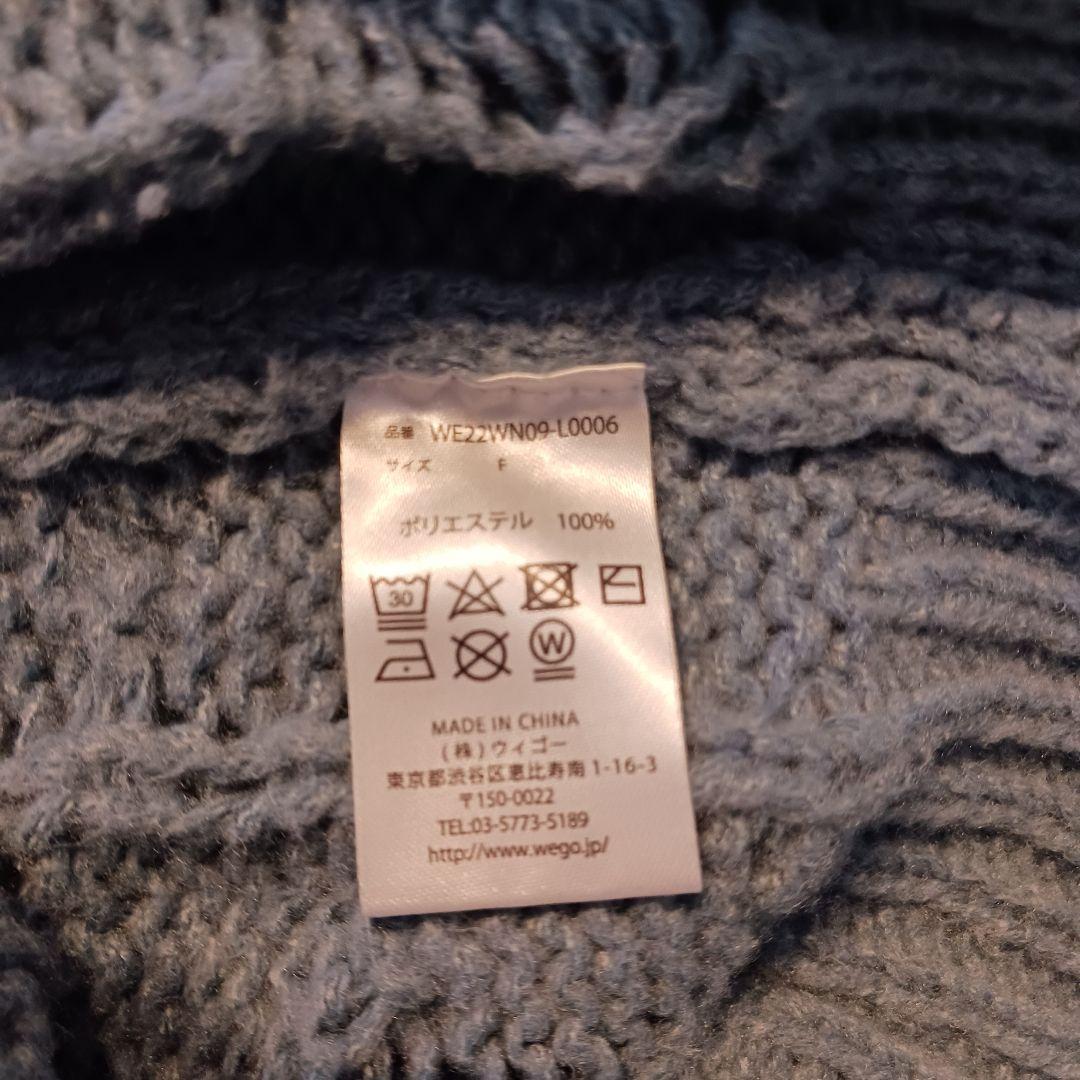 品番 WE22WN09-L0006
サイズ F
ポリエステル 100%
30
W
MADE IN CHINA
(株)ウィゴー
東京都渋谷区恵比寿南1-16-3
〒150-0022
TEL:03-5773-5189
http://www.wego.jp/